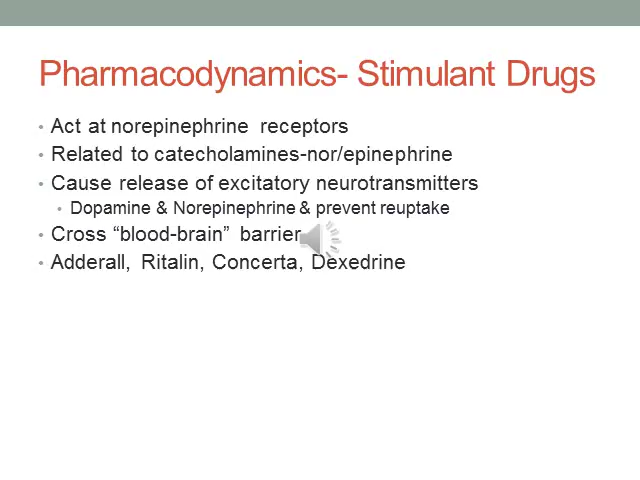 Pharmacodynamics- Stimulant Drugs
• Act at norepinephrine receptors
• Related to catecholamines-nor/epinephrine
• Cause release of excitatory neurotransmitters
• Dopamine & Norepinephrine & prevent reuptake
• Cross “blood-brain” barrier
• Adderall, Ritalin, Concerta, Dexedrine